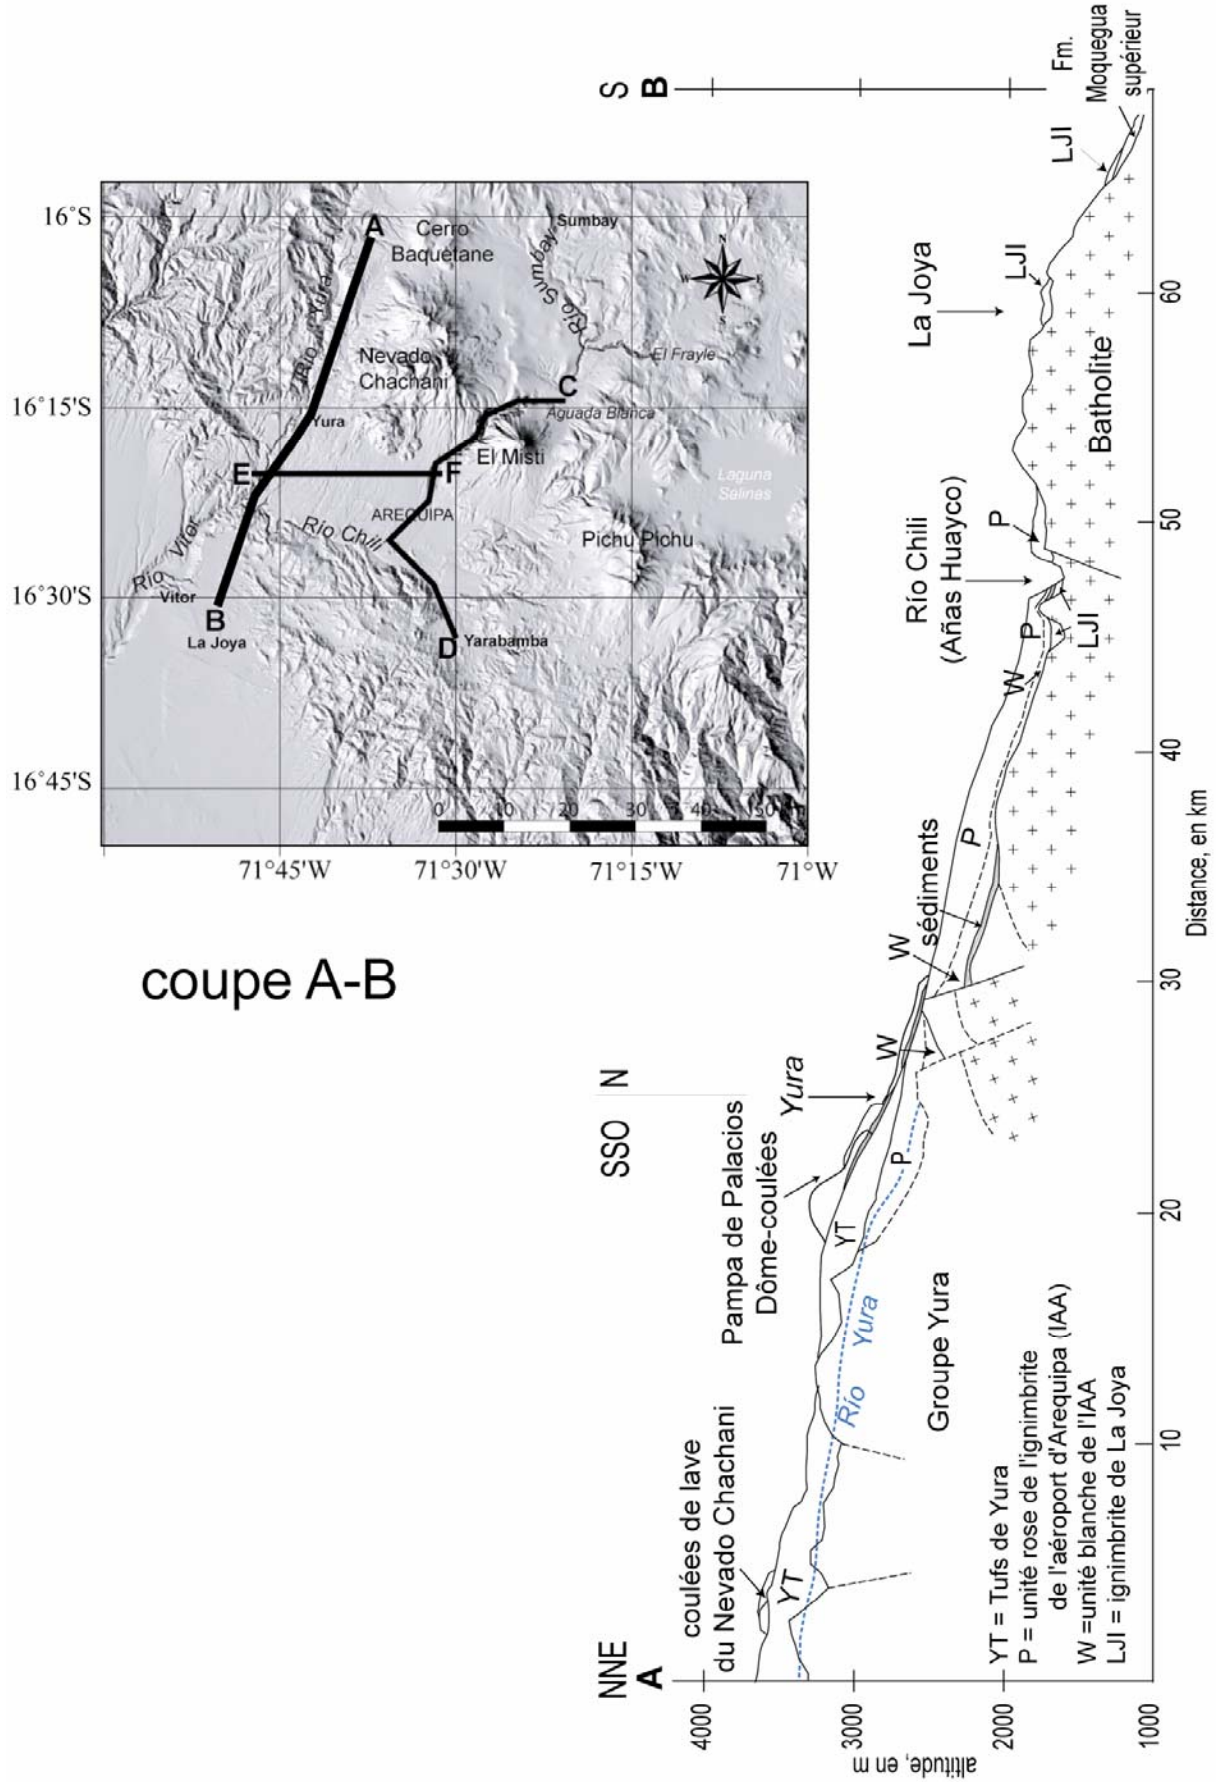 16°S
16°15'S
16°30'S
16°45'S
71°45'W
71°30'W
71°15'W
71°W
A
Cerro
Baquetane
Sumbay
Río Sumbay
N
W
E
S
Río Yura
Nevado
Chachani
El Frayle
C
Aguada Blanca
Yura
El Misti
E
F
Laguna
Salinas
AREQUIPA
Río Chili
Pichu Pichu
Río Vitor
Vitor
B
La Joya
D
Yarabamba
0 10 20 30 40 50
coupe A-B
NNE
A
SSO
N
S
B
coulées de lave
du Nevado Chachani
Pampa de Palacios
Dôme-coulées
Yura
W
W
sédiments
Río Chili
(Añas Huayco)
P
La Joya
LJI
LJI
Fm.
Moquegua
supérieur
YT
YT
P
P
W
P
LJI
Batholite
Río Yura
Groupe Yura
YT = Tufs de Yura
P = unité rose de l'ignimbrite
de l'aéroport d'Arequipa (IAA)
W =unité blanche de l'IAA
LJI = ignimbrite de La Joya
4000
3000
2000
1000
altitude, en m
10
20
30
40
50
60
Distance, en km